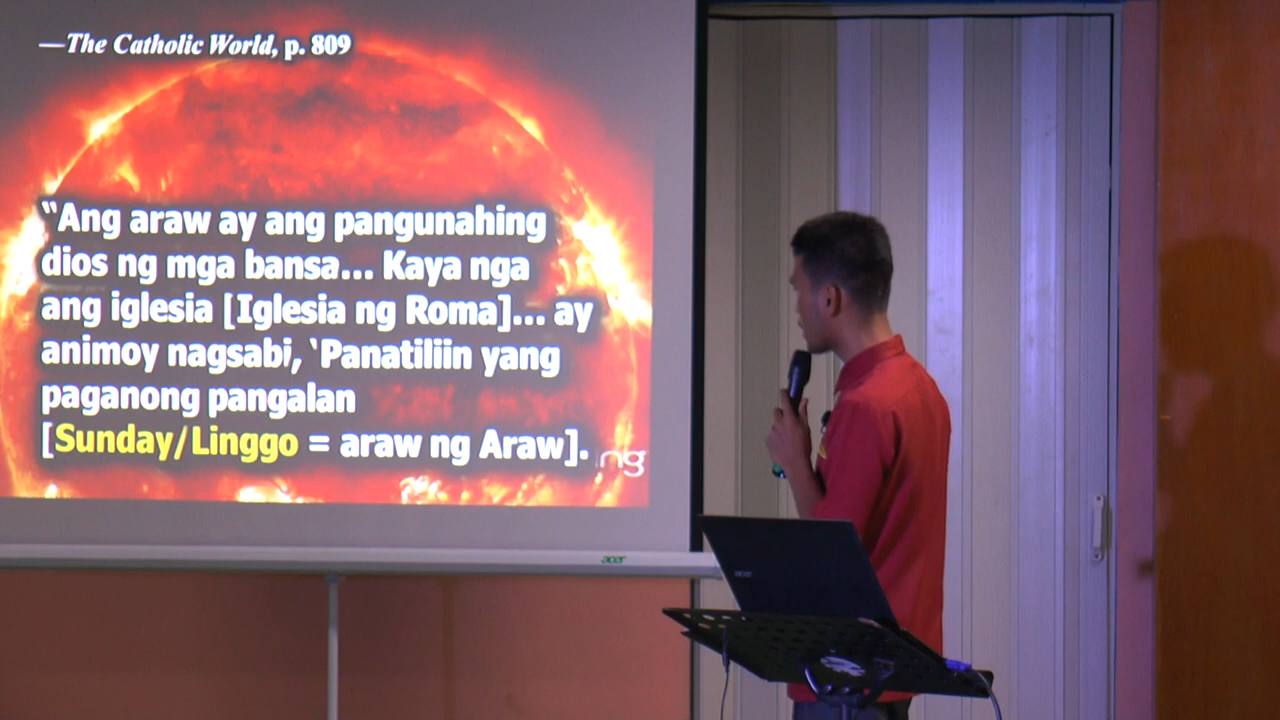 —The Catholic World, p. 809
“Ang araw ay ang pangunahing
dios ng mga bansa... Kaya nga
ang iglesia [Iglesia ng Roma]... ay
animoy nagsabi, ‘Panatiliin yang
paganong pangalan
[Sunday/Linggo = araw ng Araw].
ng
acer
acer